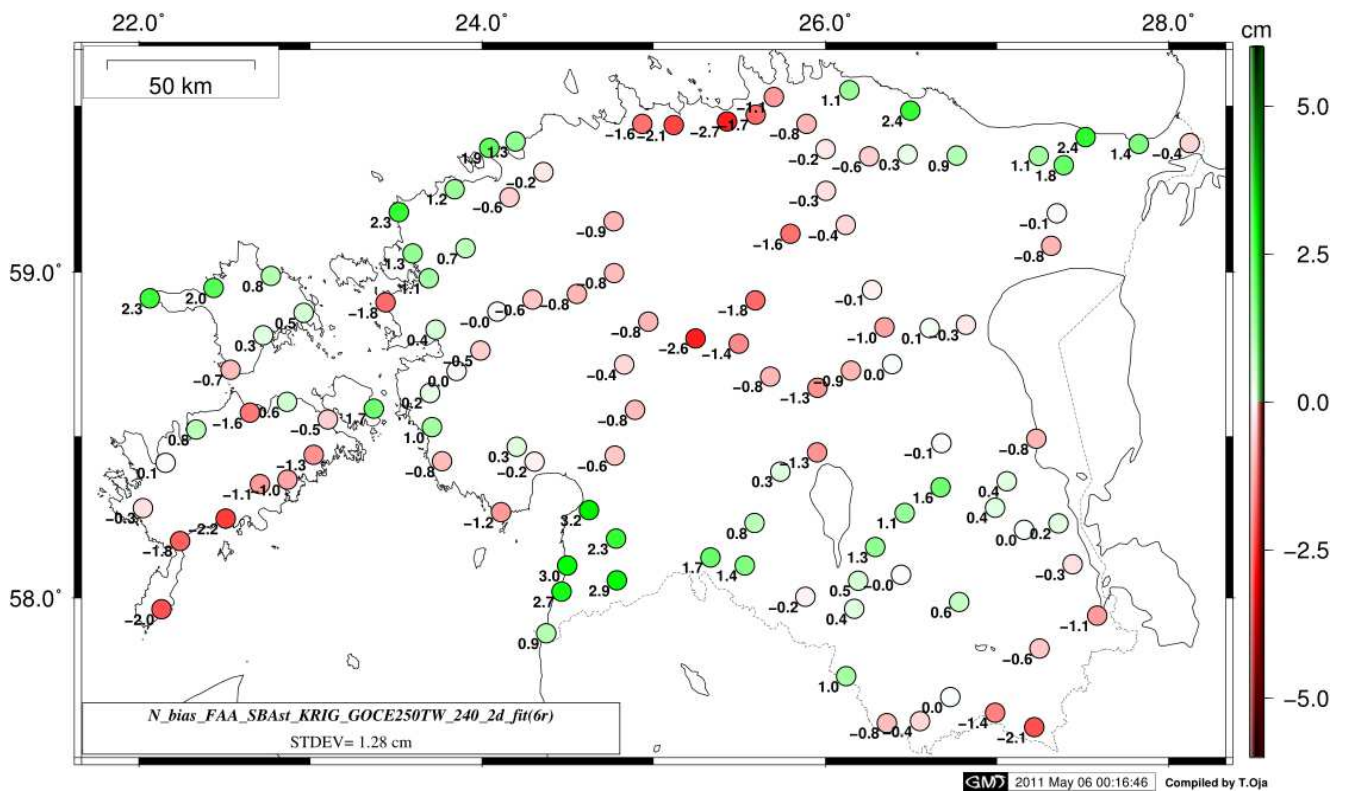 22.0° 24.0° 26.0° 28.0°
cm
50 km
5.0
−1.1 1.1
2.4
−1.6 −2.1 −2.7 −1.7 −0.8
1.9 1.3 2.4 1.4 −0.4
−0.2 −0.2 −0.6 0.3 0.9 1.1 1.8
1.2 −0.6 −0.3
2.3 −0.9 −1.6 −0.4 −0.1
2.5
59.0°
1.3 0.7 −0.8
2.3 2.0 0.8 1.1 −0.8 −0.1
−1.8 −0.0 −0.6 −0.8 −1.8
0.5 0.3 0.4 −0.8 −1.0 0.1 −0.3
−0.5 −2.6 −1.4
−0.7 0.0 −0.4 −0.8 −0.9 0.0
0.2 −1.3
0.0
−1.6 0.6 −0.5 1.7 −0.8
0.8 1.0
0.1 −1.3 −0.8 0.3 −0.2 −0.6 −1.3 −0.1 −0.8
−1.1 −1.0 0.3 1.6 0.4
−0.3 −2.2 −1.2 3.2 0.8 1.1 0.4 0.0 0.2
−1.8 2.3 1.3
−2.5
3.0 2.9 1.7 1.4 0.5 −0.0 −0.3
58.0°
−2.0 2.7 −0.2 0.4 0.6 −1.1
0.9 −0.6
1.0
0.0
−0.8 −0.4 −1.4 −2.1
−5.0
N_bias_FAA_SBAst_KRIG_GOCE250TW_240_2d_fit(6r)
STDEV= 1.28 cm
GMT 2011 May 06 00:16:46 Compiled by T.Oja